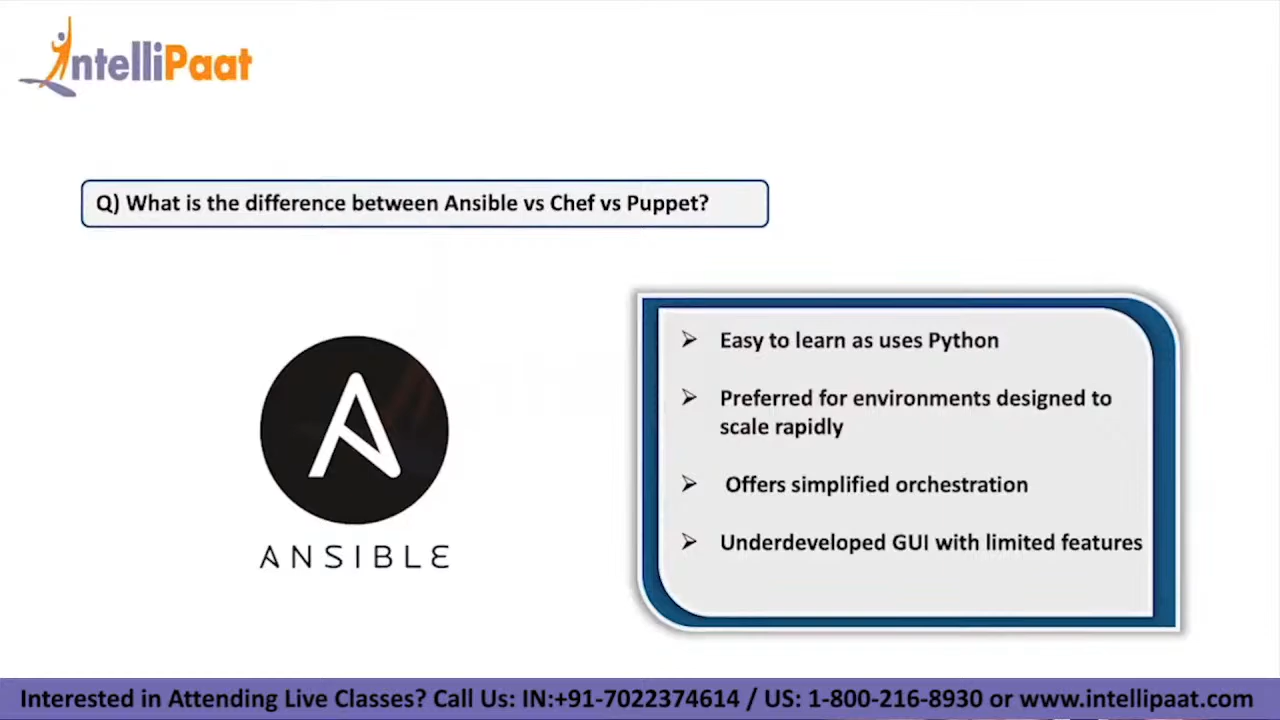 IntelliPaat
Q) What is the difference between Ansible vs Chef vs Puppet?
➢ Easy to learn as uses Python
➢ Preferred for environments designed to
scale rapidly
➢ Offers simplified orchestration
➢ Underdeveloped GUI with limited features
ANSIBLE
Interested in Attending Live Classes? Call Us: IN:+91-7022374614 / US: 1-800-216-8930 or www.intellipaat.com